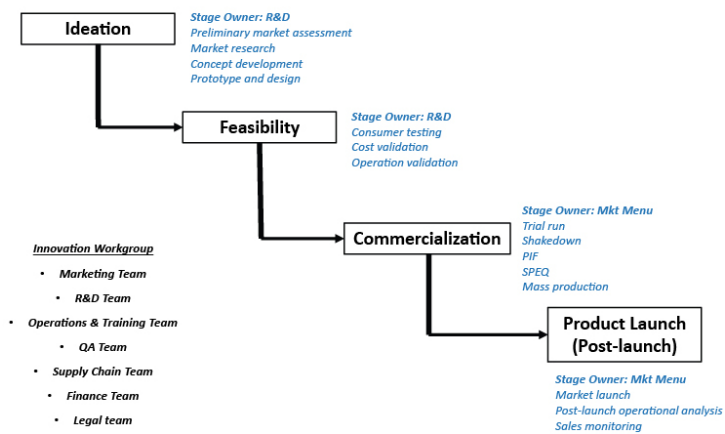 Ideation
Stage Owner: R&D
Preliminary market assessment
Market research
Concept development
Prototype and design
Feasibility
Stage Owner: R&D
Consumer testing
Cost validation
Operation validation
Commercialization
Stage Owner: Mkt Menu
Trial run
Shakedown
PIF
SPEQ
Mass production
Innovation Workgroup
• Marketing Team
• R&D Team
• Operations & Training Team
• QA Team
• Supply Chain Team
• Finance Team
• Legal team
Product Launch
(Post-launch)
Stage Owner: Mkt Menu
Market launch
Post-launch operational analysis
Sales monitoring